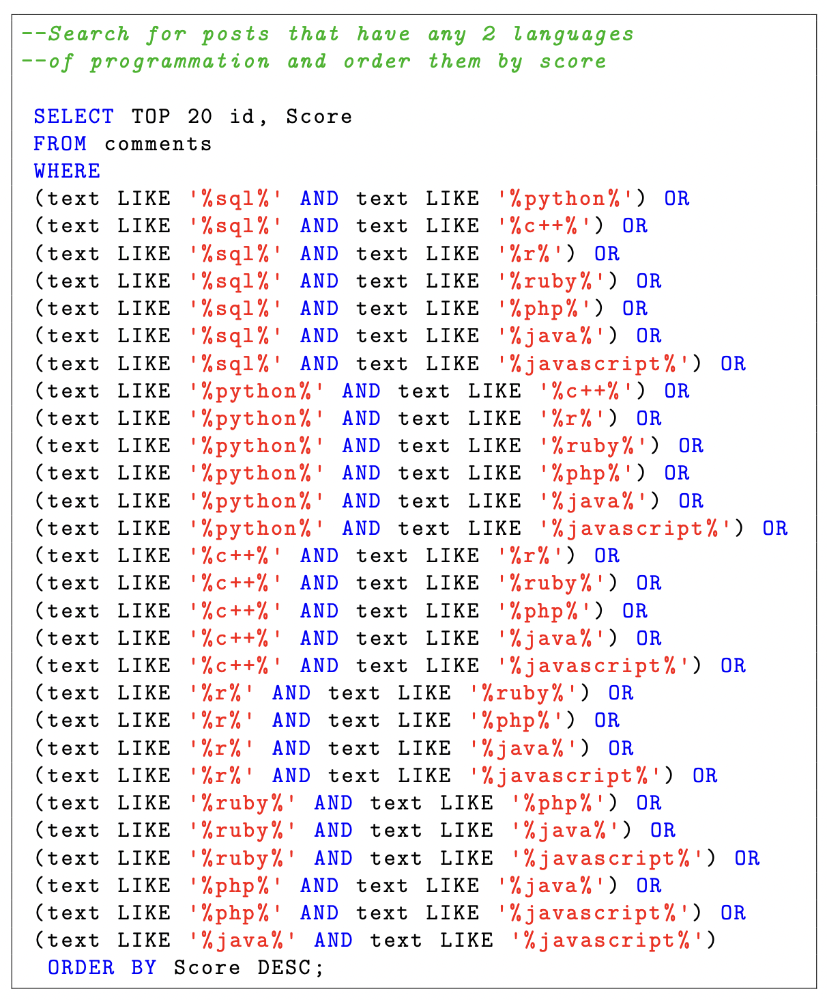 --Search for posts that have any 2 languages
--of programmation and order them by score
SELECT TOP 20 id, Score
FROM comments
WHERE
(text LIKE '%sql%' AND text LIKE '%python%') OR
(text LIKE '%sql%' AND text LIKE '%c++%') OR
(text LIKE '%sql%' AND text LIKE '%r%') OR
(text LIKE '%sql%' AND text LIKE '%ruby%') OR
(text LIKE '%sql%' AND text LIKE '%php%') OR
(text LIKE '%sql%' AND text LIKE '%java%') OR
(text LIKE '%sql%' AND text LIKE '%javascript%') OR
(text LIKE '%python%' AND text LIKE '%c++%') OR
(text LIKE '%python%' AND text LIKE '%r%') OR
(text LIKE '%python%' AND text LIKE '%ruby%') OR
(text LIKE '%python%' AND text LIKE '%php%') OR
(text LIKE '%python%' AND text LIKE '%java%') OR
(text LIKE '%python%' AND text LIKE '%javascript%') OR
(text LIKE '%c++%' AND text LIKE '%r%') OR
(text LIKE '%c++%' AND text LIKE '%ruby%') OR
(text LIKE '%c++%' AND text LIKE '%php%') OR
(text LIKE '%c++%' AND text LIKE '%java%') OR
(text LIKE '%c++%' AND text LIKE '%javascript%') OR
(text LIKE '%r%' AND text LIKE '%ruby%') OR
(text LIKE '%r%' AND text LIKE '%php%') OR
(text LIKE '%r%' AND text LIKE '%java%') OR
(text LIKE '%r%' AND text LIKE '%javascript%') OR
(text LIKE '%ruby%' AND text LIKE '%php%') OR
(text LIKE '%ruby%' AND text LIKE '%java%') OR
(text LIKE '%ruby%' AND text LIKE '%javascript%') OR
(text LIKE '%php%' AND text LIKE '%java%') OR
(text LIKE '%php%' AND text LIKE '%javascript%') OR
(text LIKE '%java%' AND text LIKE '%javascript%')
ORDER BY Score DESC;